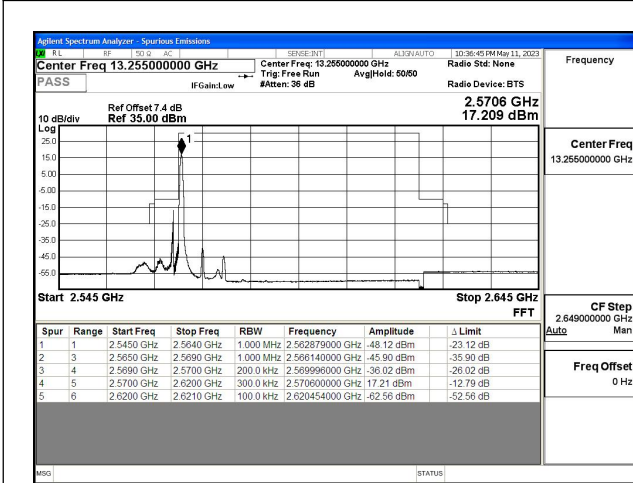 Agilent Spectrum Analyzer - Spurious Emissions
RL RF 50 Ω AC SENSE:INT ALIGN AUTO 10:36:45 PM May 11, 2023
Center Freq 13.255000000 GHz
Center Freq: 13.255000000 GHz
Radio Std: None
Trig: Free Run Avg|Hold: 50/50
PASS
IFGain:Low
#Atten: 36 dB
Radio Device: BTS
Ref Offset 7.4 dB
2.5706 GHz
10 dB/div Ref 35.00 dBm 17.209 dBm
Log
25.0
15.0
5.00
-5.00
-15.0
-25.0
-35.0
-45.0
-55.0
1
Start 2.545 GHz Stop 2.645 GHz
FFT
Spur Range Start Freq Stop Freq RBW Frequency Amplitude Δ Limit
1 1 2.5450 GHz 2.5640 GHz 1.000 MHz 2.562879000 GHz -48.12 dBm -23.12 dB
2 3 2.5650 GHz 2.5690 GHz 1.000 MHz 2.566140000 GHz -45.90 dBm -35.90 dB
3 4 2.5690 GHz 2.5700 GHz 200.0 kHz 2.569996000 GHz -36.02 dBm -26.02 dB
4 5 2.5700 GHz 2.6200 GHz 300.0 kHz 2.570600000 GHz 17.21 dBm -12.79 dB
5 6 2.6200 GHz 2.6210 GHz 100.0 kHz 2.620454000 GHz -62.56 dBm -52.56 dB
MSG STATUS
Frequency
Center Freq
13.255000000 GHz
CF Step
2.649000000 GHz
Auto Man
Freq Offset
0 Hz